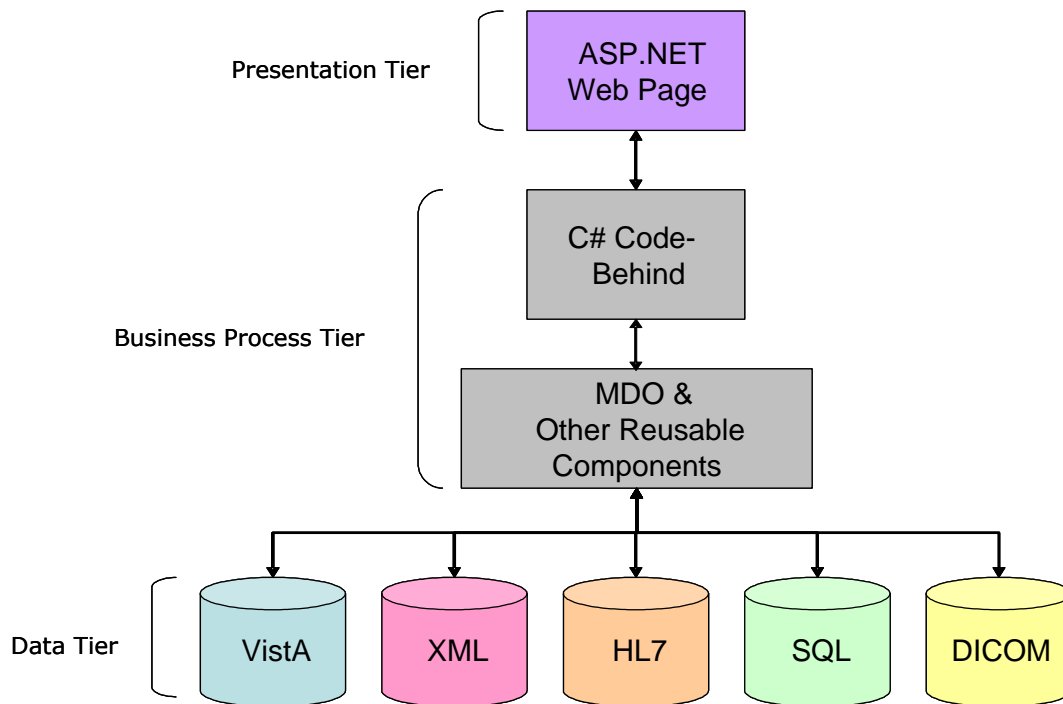 Presentation Tier
ASP.NET
Web Page
C# Code-
Behind
Business Process Tier
MDO &
Other Reusable
Components
Data Tier
VistA
XML
HL7
SQL
DICOM